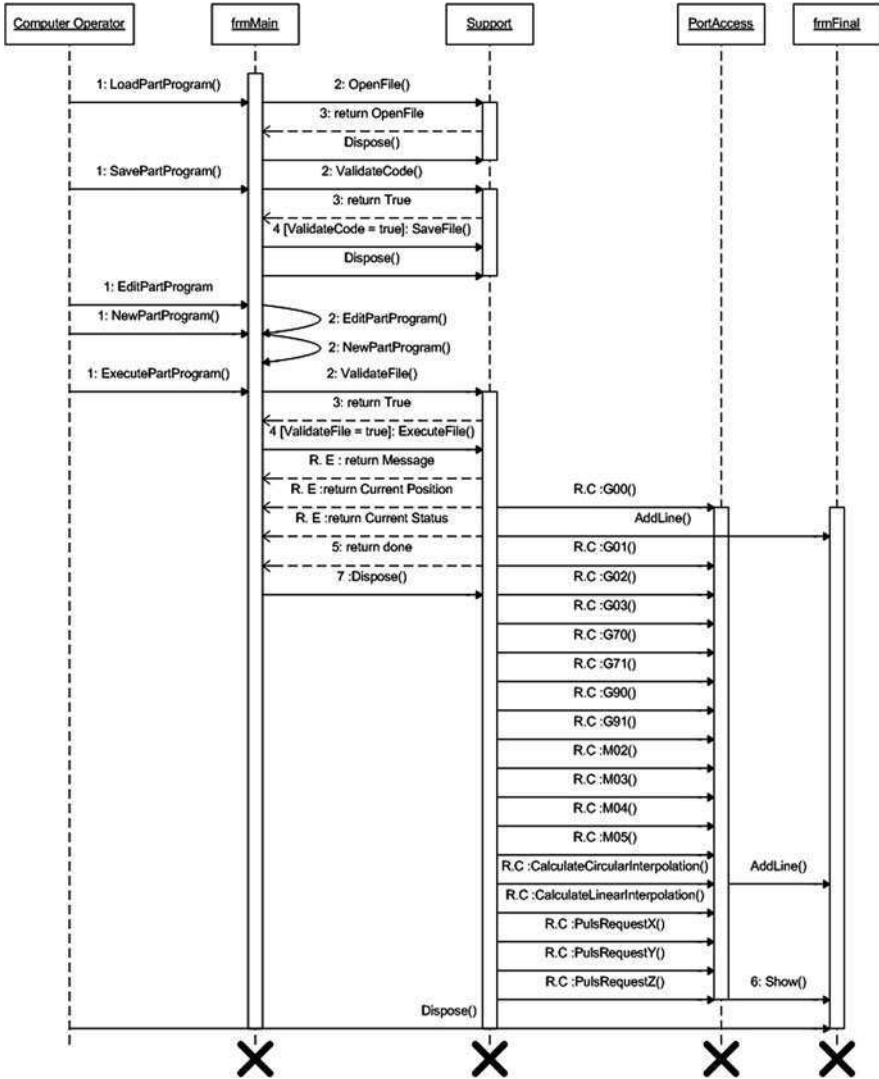 Computer Operator
frmMain
Support
PortAccess
frmFinal
1: LoadPartProgram()
2: OpenFile()
3: return OpenFile
Dispose()
1: SavePartProgram()
2: ValidateCode()
3: return True
4 [ValidateCode = true]: SaveFile()
Dispose()
1: EditPartProgram
1: NewPartProgram()
2: EditPartProgram()
2: NewPartProgram()
1: ExecutePartProgram()
2: ValidateFile()
3: return True
4 [ValidateFile = true]: ExecuteFile()
R. E : return Message
R. E :return Current Position
R.C :G00()
R. E :return Current Status
AddLine()
5: return done
R.C :G01()
7 :Dispose()
R.C :G02()
R.C :G03()
R.C :G70()
R.C :G71()
R.C :G90()
R.C :G91()
R.C :M02()
R.C :M03()
R.C :M04()
R.C :M05()
R.C :CalculateCircularInterpolation()
AddLine()
R.C :CalculateLinearInterpolation()
R.C :PulsRequestX()
R.C :PulsRequestY()
R.C :PulsRequestZ()
6: Show()
Dispose()